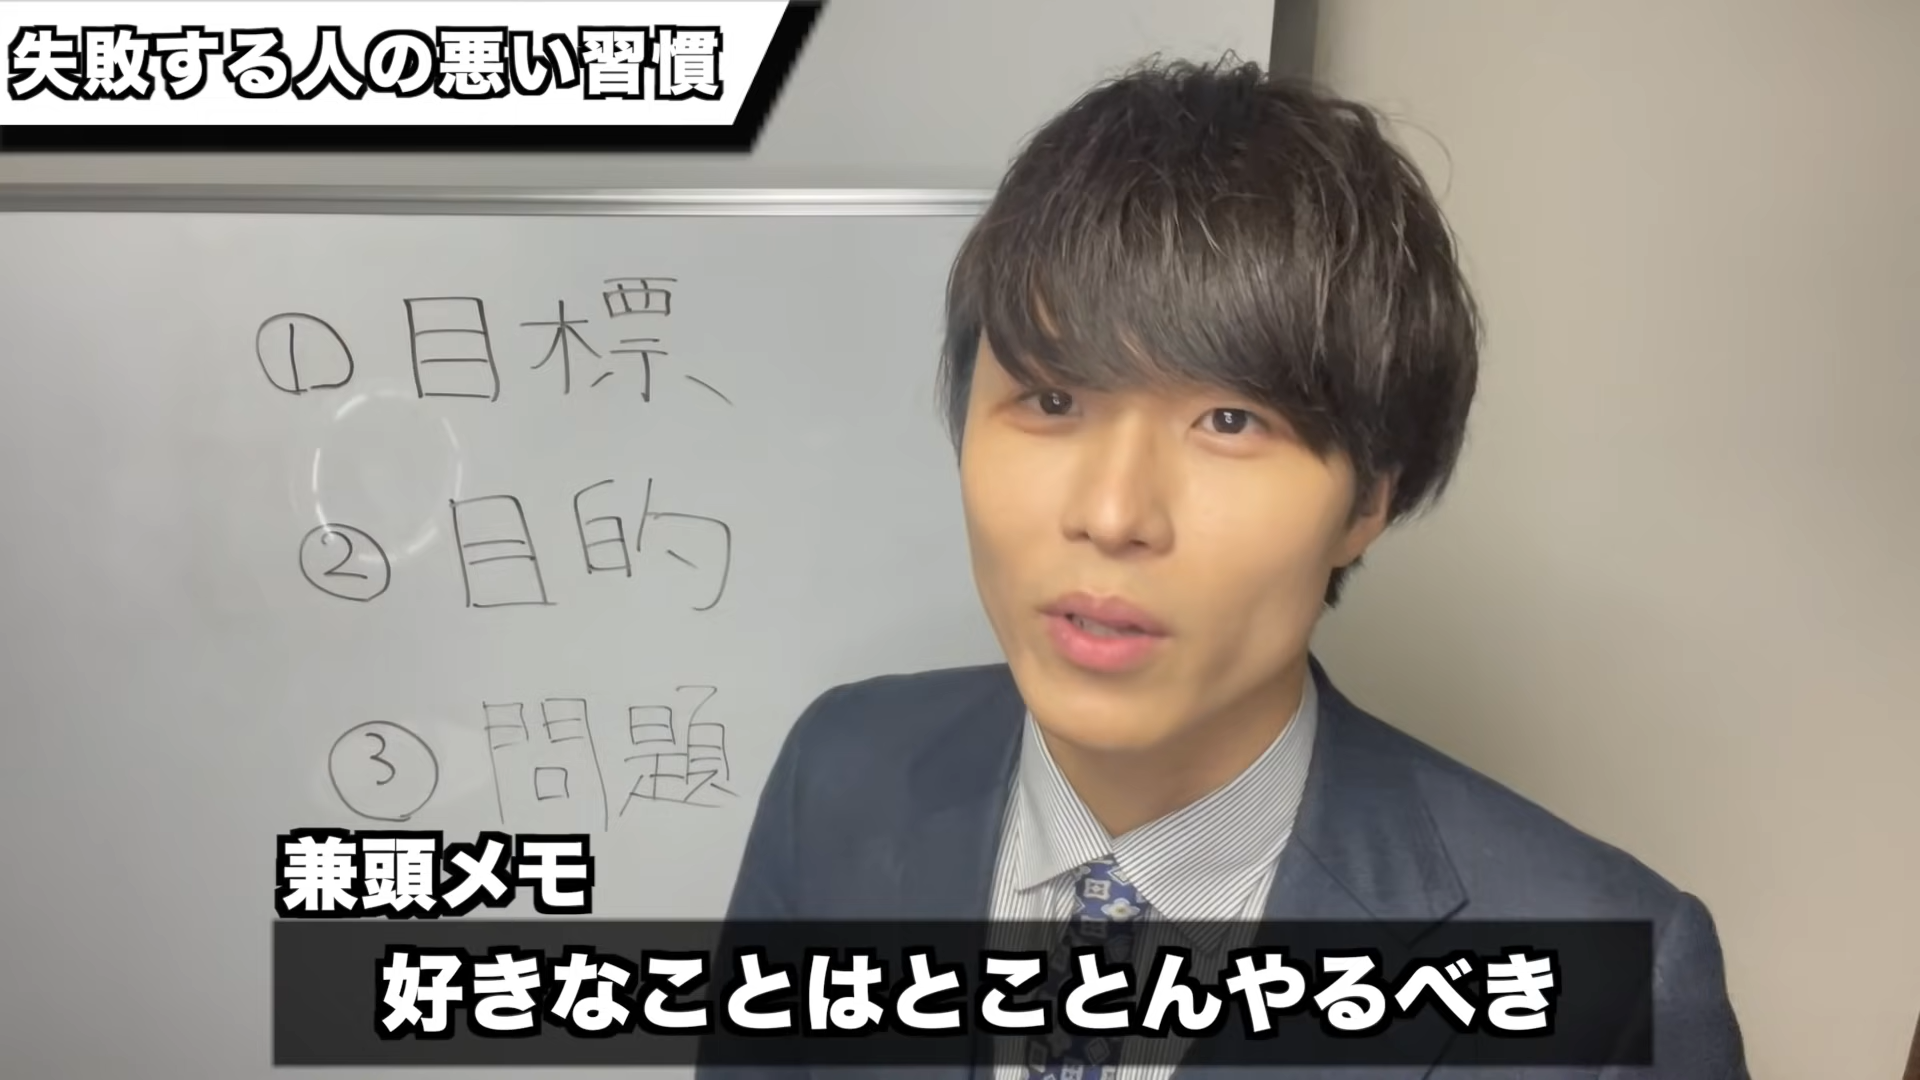 失敗する人の悪い習慣
① 目標
② 目的
③ 問題
兼頭メモ
好きなことはとことんやるべき